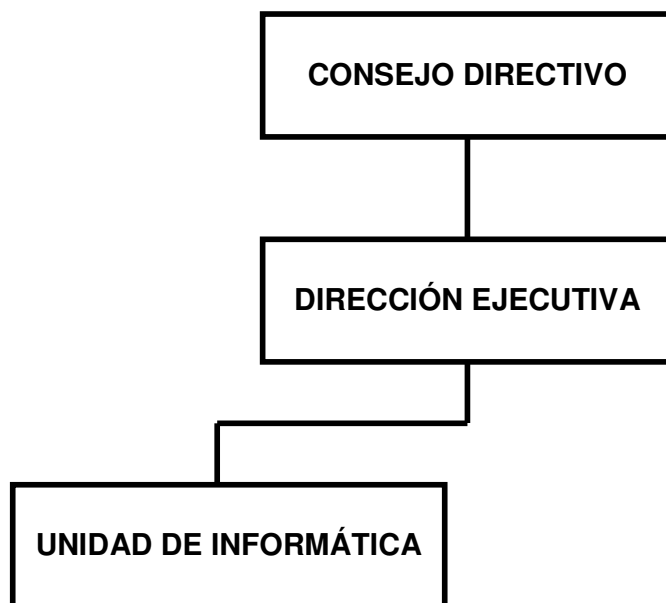 CONSEJO DIRECTIVO
DIRECCIÓN EJECUTIVA
UNIDAD DE INFORMÁTICA